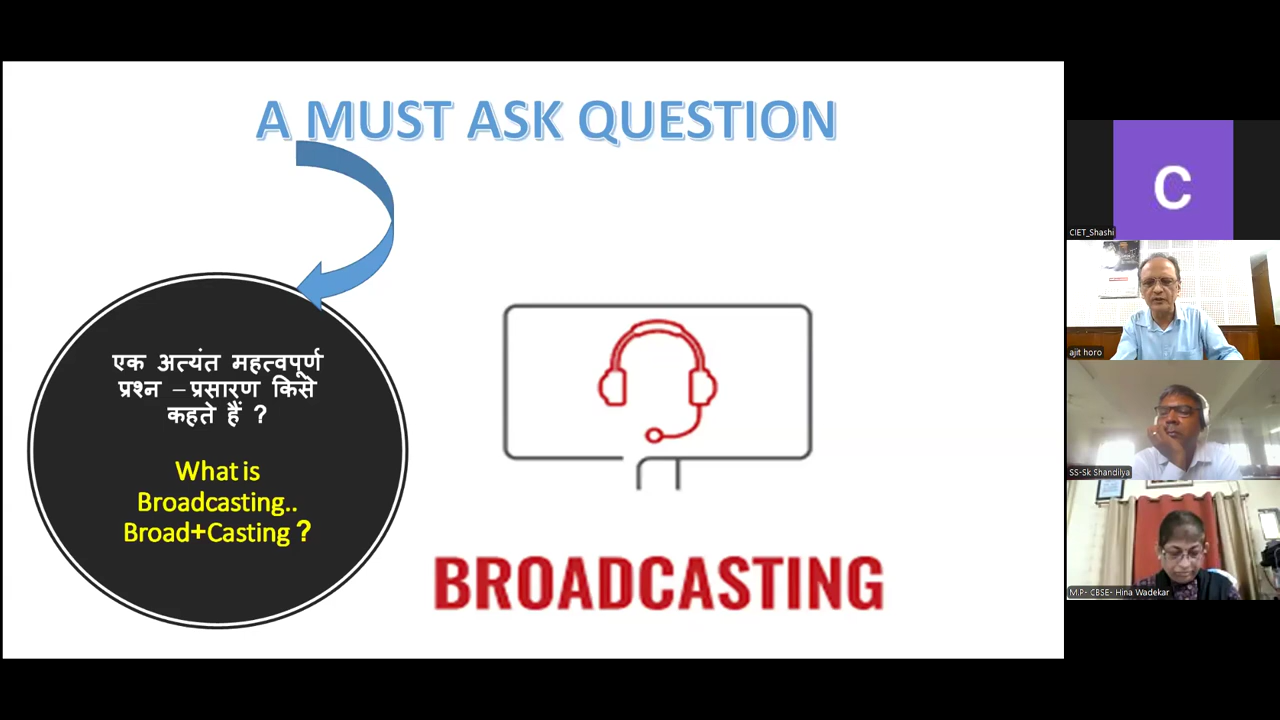 A MUST ASK QUESTION
एक अत्यंत महत्वपूर्ण
प्रश्न – प्रसारण किसे
कहते हैं ?
What is
Broadcasting..
Broad+Casting ?
BROADCASTING
C
CIET_Shashi
ajit horo
SS-Sk Shandilya
M.P- CBSE- Hina Wadekar